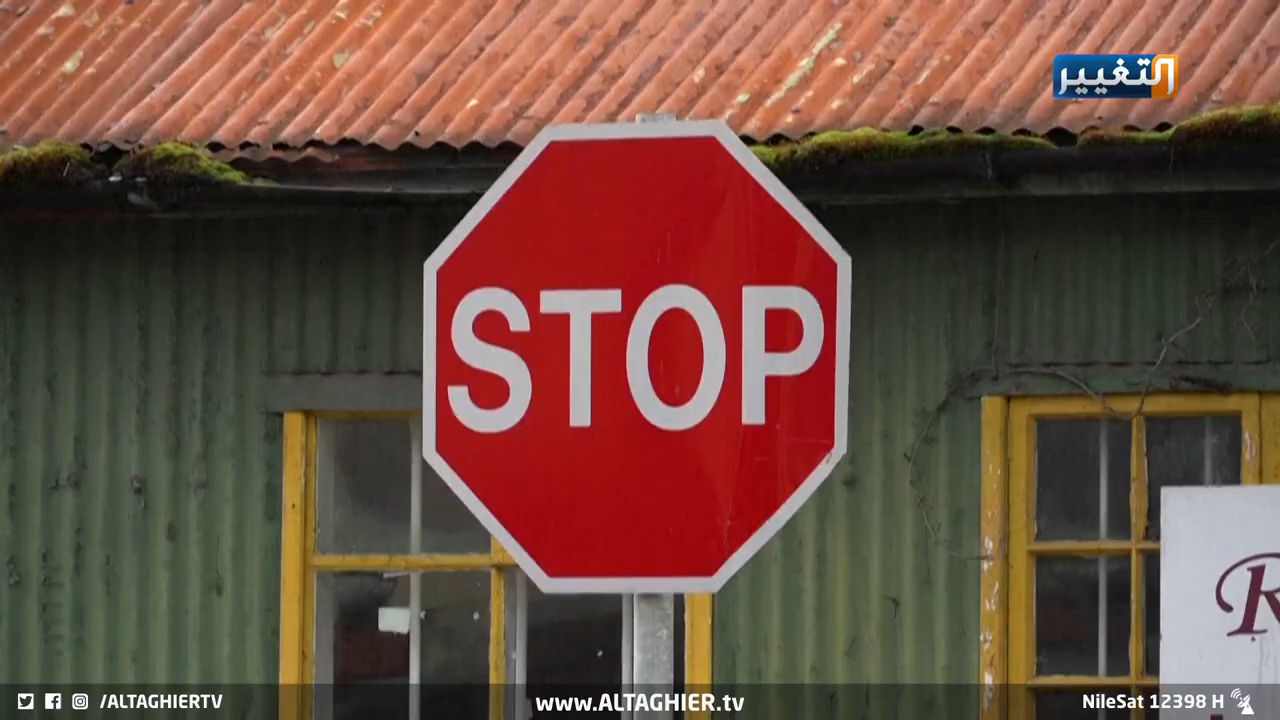 التغيير
STOP
R
/ALTAGHIERTV
www.ALTAGHIER.tv
NileSat 12398 H